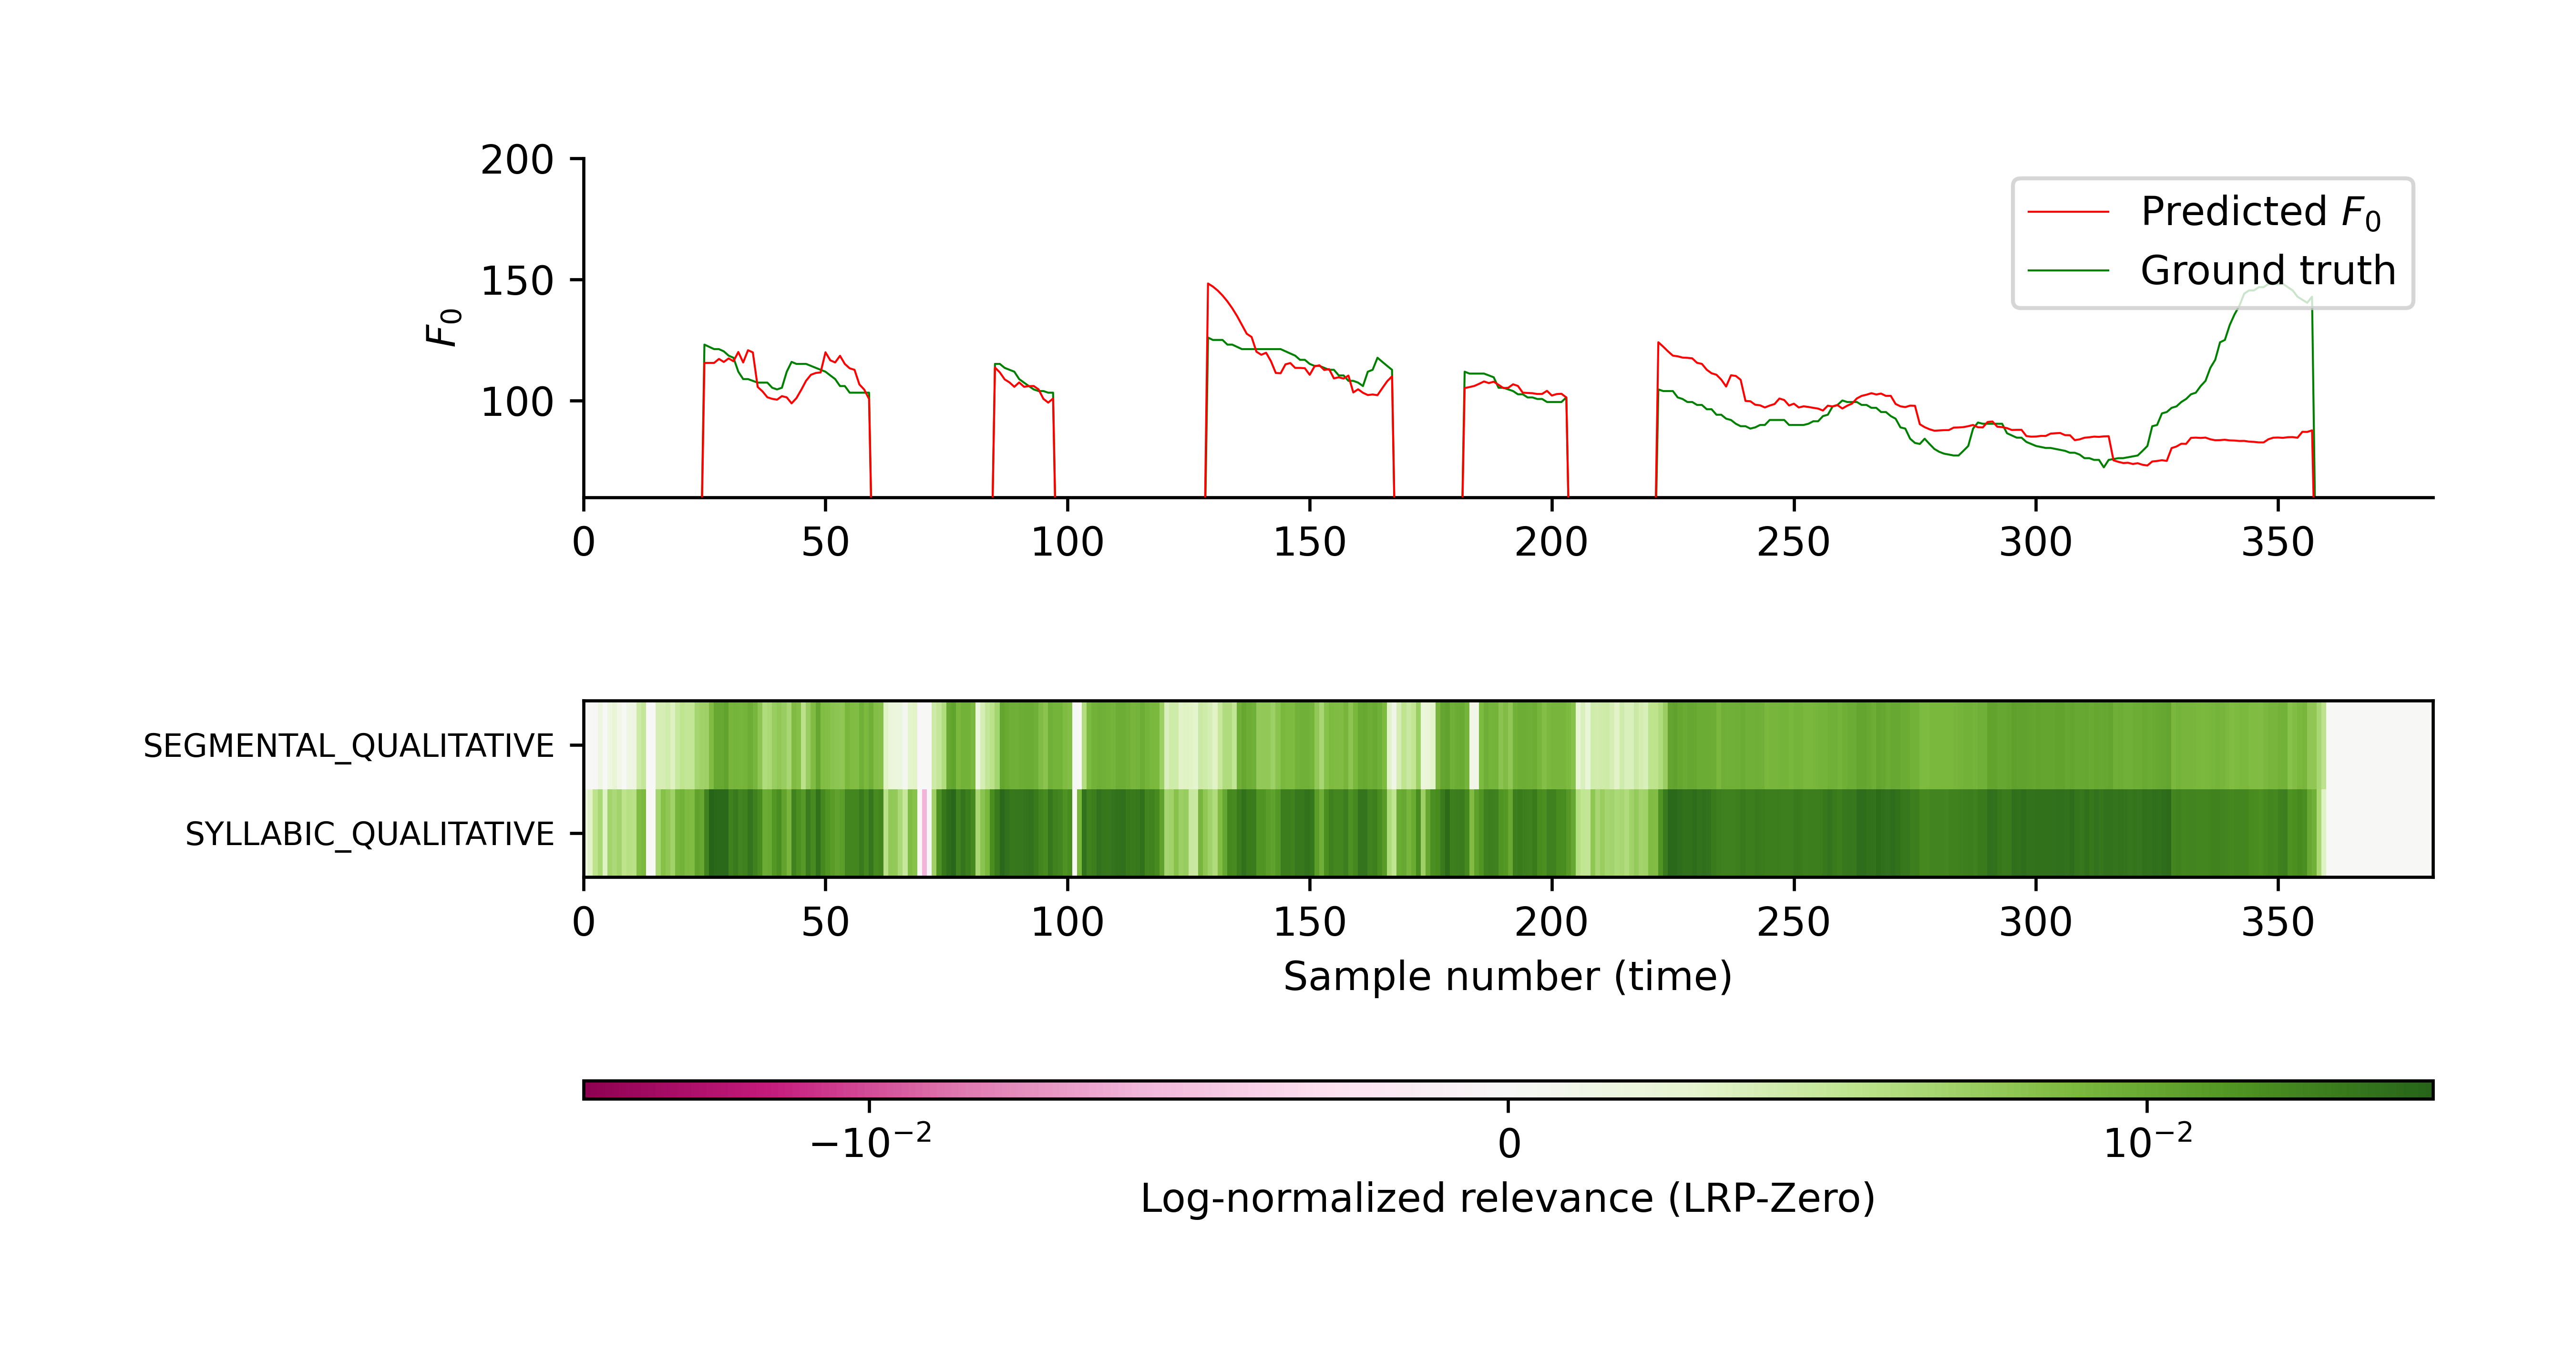 200
150
100
F₀
Predicted F₀
Ground truth
0 50 100 150 200 250 300 350
SEGMENTAL_QUALITATIVE
SYLLABIC_QUALITATIVE
0 50 100 150 200 250 300 350
Sample number (time)
−10⁻² 0 10⁻²
Log-normalized relevance (LRP-Zero)